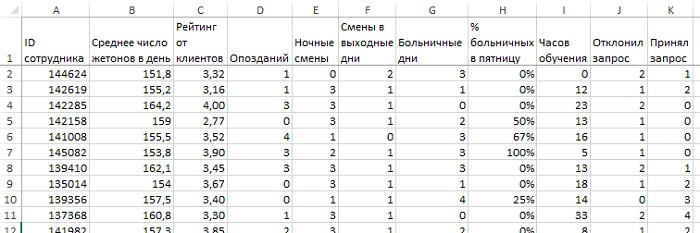 A B C D E F G H I J K
Рейтинг Смены в %
ID Среднее число от Ночные выходные Больничные больничных Часов Отклонил Принял
1 сотрудника жетонов в день клиентов Опозданий смены дни дни в пятницу обучения запрос запрос
2 144624 151,8 3,32 1 0 2 3 0% 0 2 1
3 142619 155,2 3,16 1 3 1 1 0% 12 1 2
4 142285 164,2 4,00 3 3 1 0 0% 23 2 0
5 142158 159 2,77 0 3 1 2 50% 13 1 0
6 141008 155,5 3,52 4 1 0 3 67% 16 1 0
7 145082 153,8 3,90 3 2 1 3 100% 5 1 0
8 139410 162,1 3,45 3 3 1 3 0% 13 2 1
9 135014 154 3,67 0 3 1 1 0% 18 1 2
10 139356 157,5 3,40 0 1 1 4 25% 14 0 3
11 137368 160,8 3,30 1 3 1 0 0% 33 2 4
12 141982 157,3 3,85 2 3 1 2 0% 8 1 2